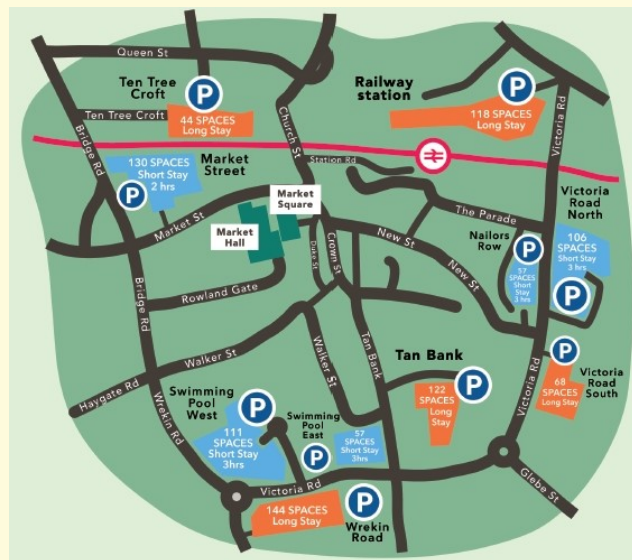 Queen St
Ten Tree
Croft
P
Ten Tree Croft
44 SPACES
Long Stay
Railway
station
P
118 SPACES
Long Stay
Victoria Rd
Bridge Rd
Church St
Station Rd
130 SPACES
Short Stay
2 hrs
P
Market
Street
Market St
Market
Square
Market
Hall
The Parade
Victoria
Road
North
106
SPACES
Short Stay
3 hrs
P
Nailors
Row
P
57
SPACES
Short
Stay
3 hrs
New St
New St
Duke St
Crown St
Rowland Gate
Bridge Rd
Walker St
Walker St
Tan Bank
Haygate Rd
Wrekin Rd
Tan Bank
P
122
SPACES
Long
Stay
Victoria Rd
P
68
SPACES
Long Stay
Victoria
Road
South
Swimming
Pool
West
P
111
SPACES
Short Stay
3hrs
Swimming
Pool
East
P
57
SPACES
Short Stay
3hrs
Victoria Rd
144 SPACES
Long Stay
P
Wrekin
Road
Glebe St